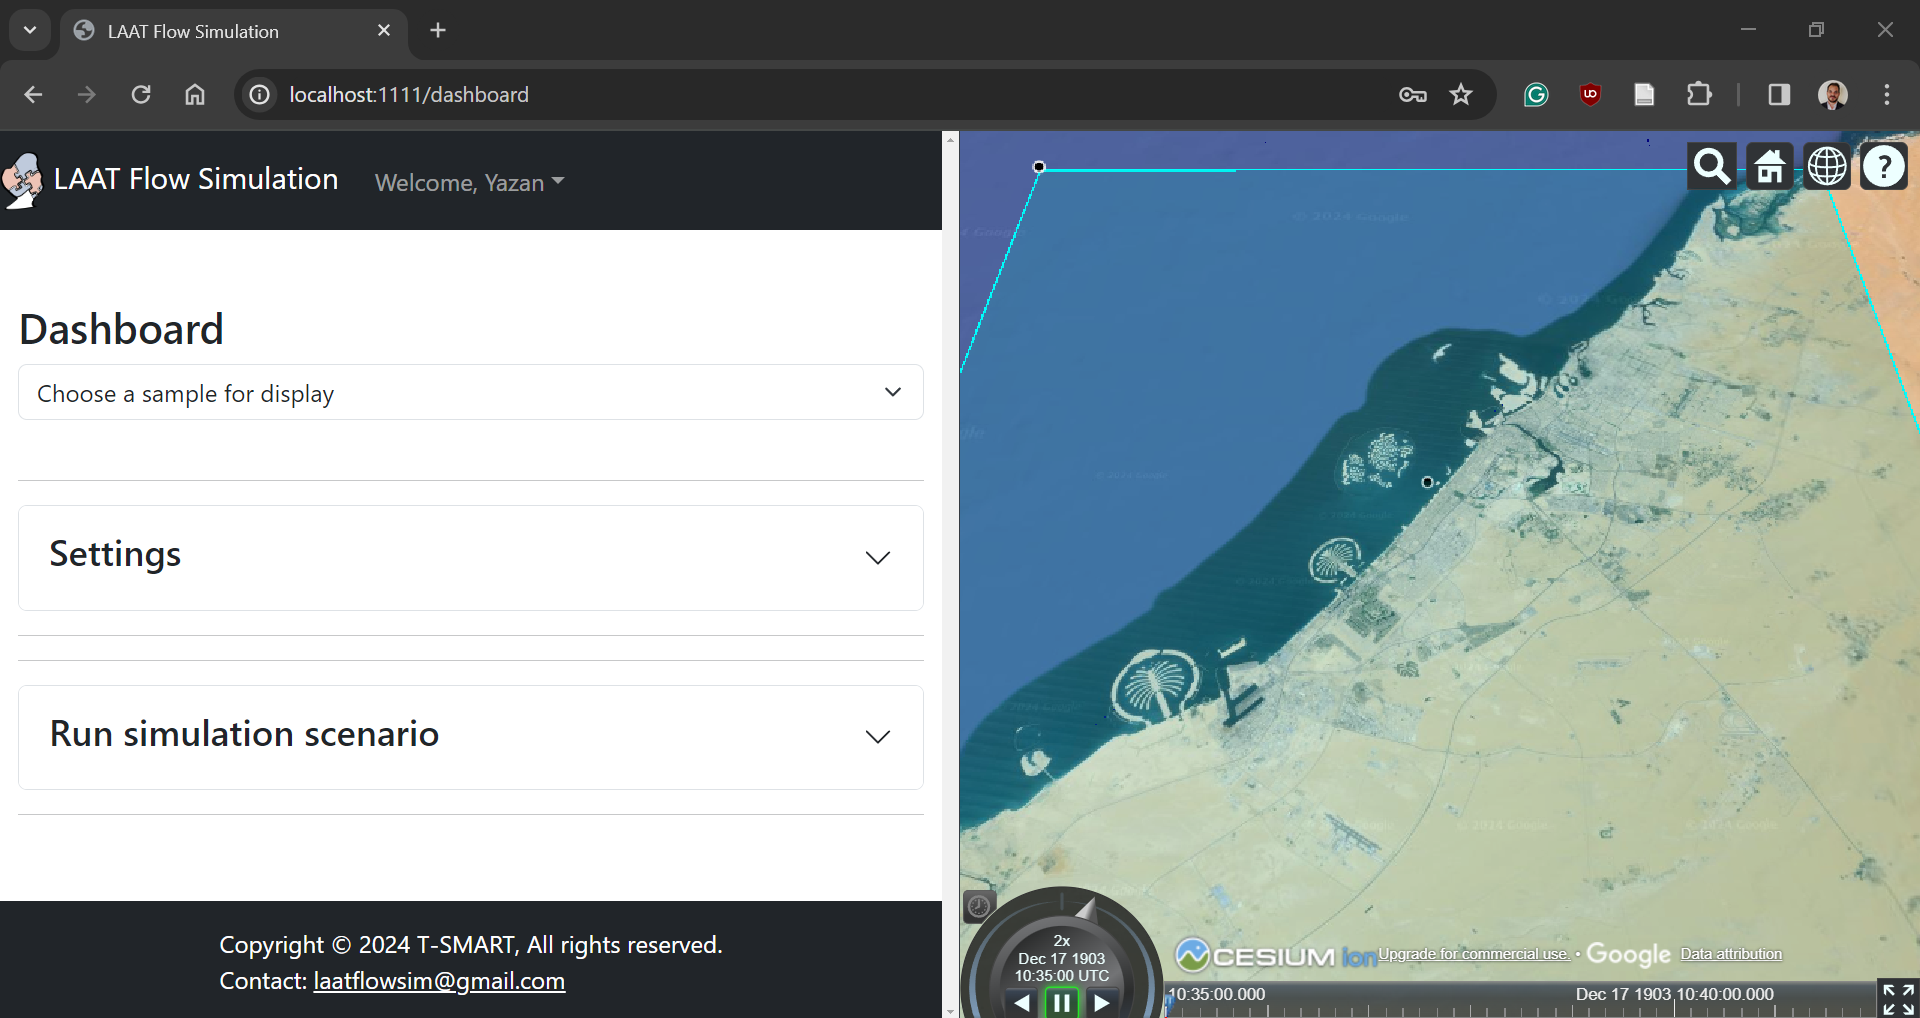 LAAT Flow Simulation
localhost:1111/dashboard
LAAT Flow Simulation
Welcome, Yazan
Dashboard
Choose a sample for display
Settings
Run simulation scenario
Copyright © 2024 T-SMART, All rights reserved.
Contact: laatflowsim@gmail.com
© 2024 Google
2x
Dec 17 1903
10:35:00 UTC
CESIUM ion
Upgrade for commercial use. • Google Data attribution
10:35:00.000
Dec 17 1903 10:40:00.000